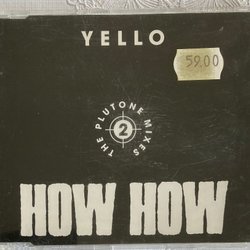 YELLO
59.00
THE PLUTONE MIXES
2
HOW HOW